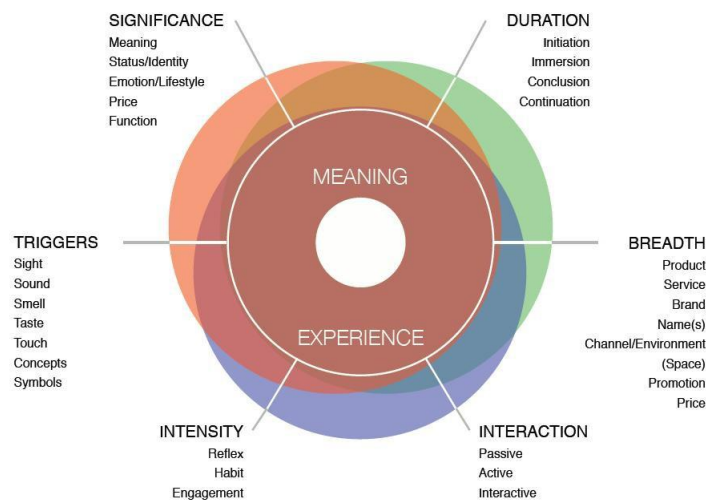 SIGNIFICANCE
Meaning
Status/Identity
Emotion/Lifestyle
Price
Function
DURATION
Initiation
Immersion
Conclusion
Continuation
MEANING
EXPERIENCE
TRIGGERS
Sight
Sound
Smell
Taste
Touch
Concepts
Symbols
BREADTH
Product
Service
Brand
Name(s)
Channel/Environment
(Space)
Promotion
Price
INTENSITY
Reflex
Habit
Engagement
INTERACTION
Passive
Active
Interactive